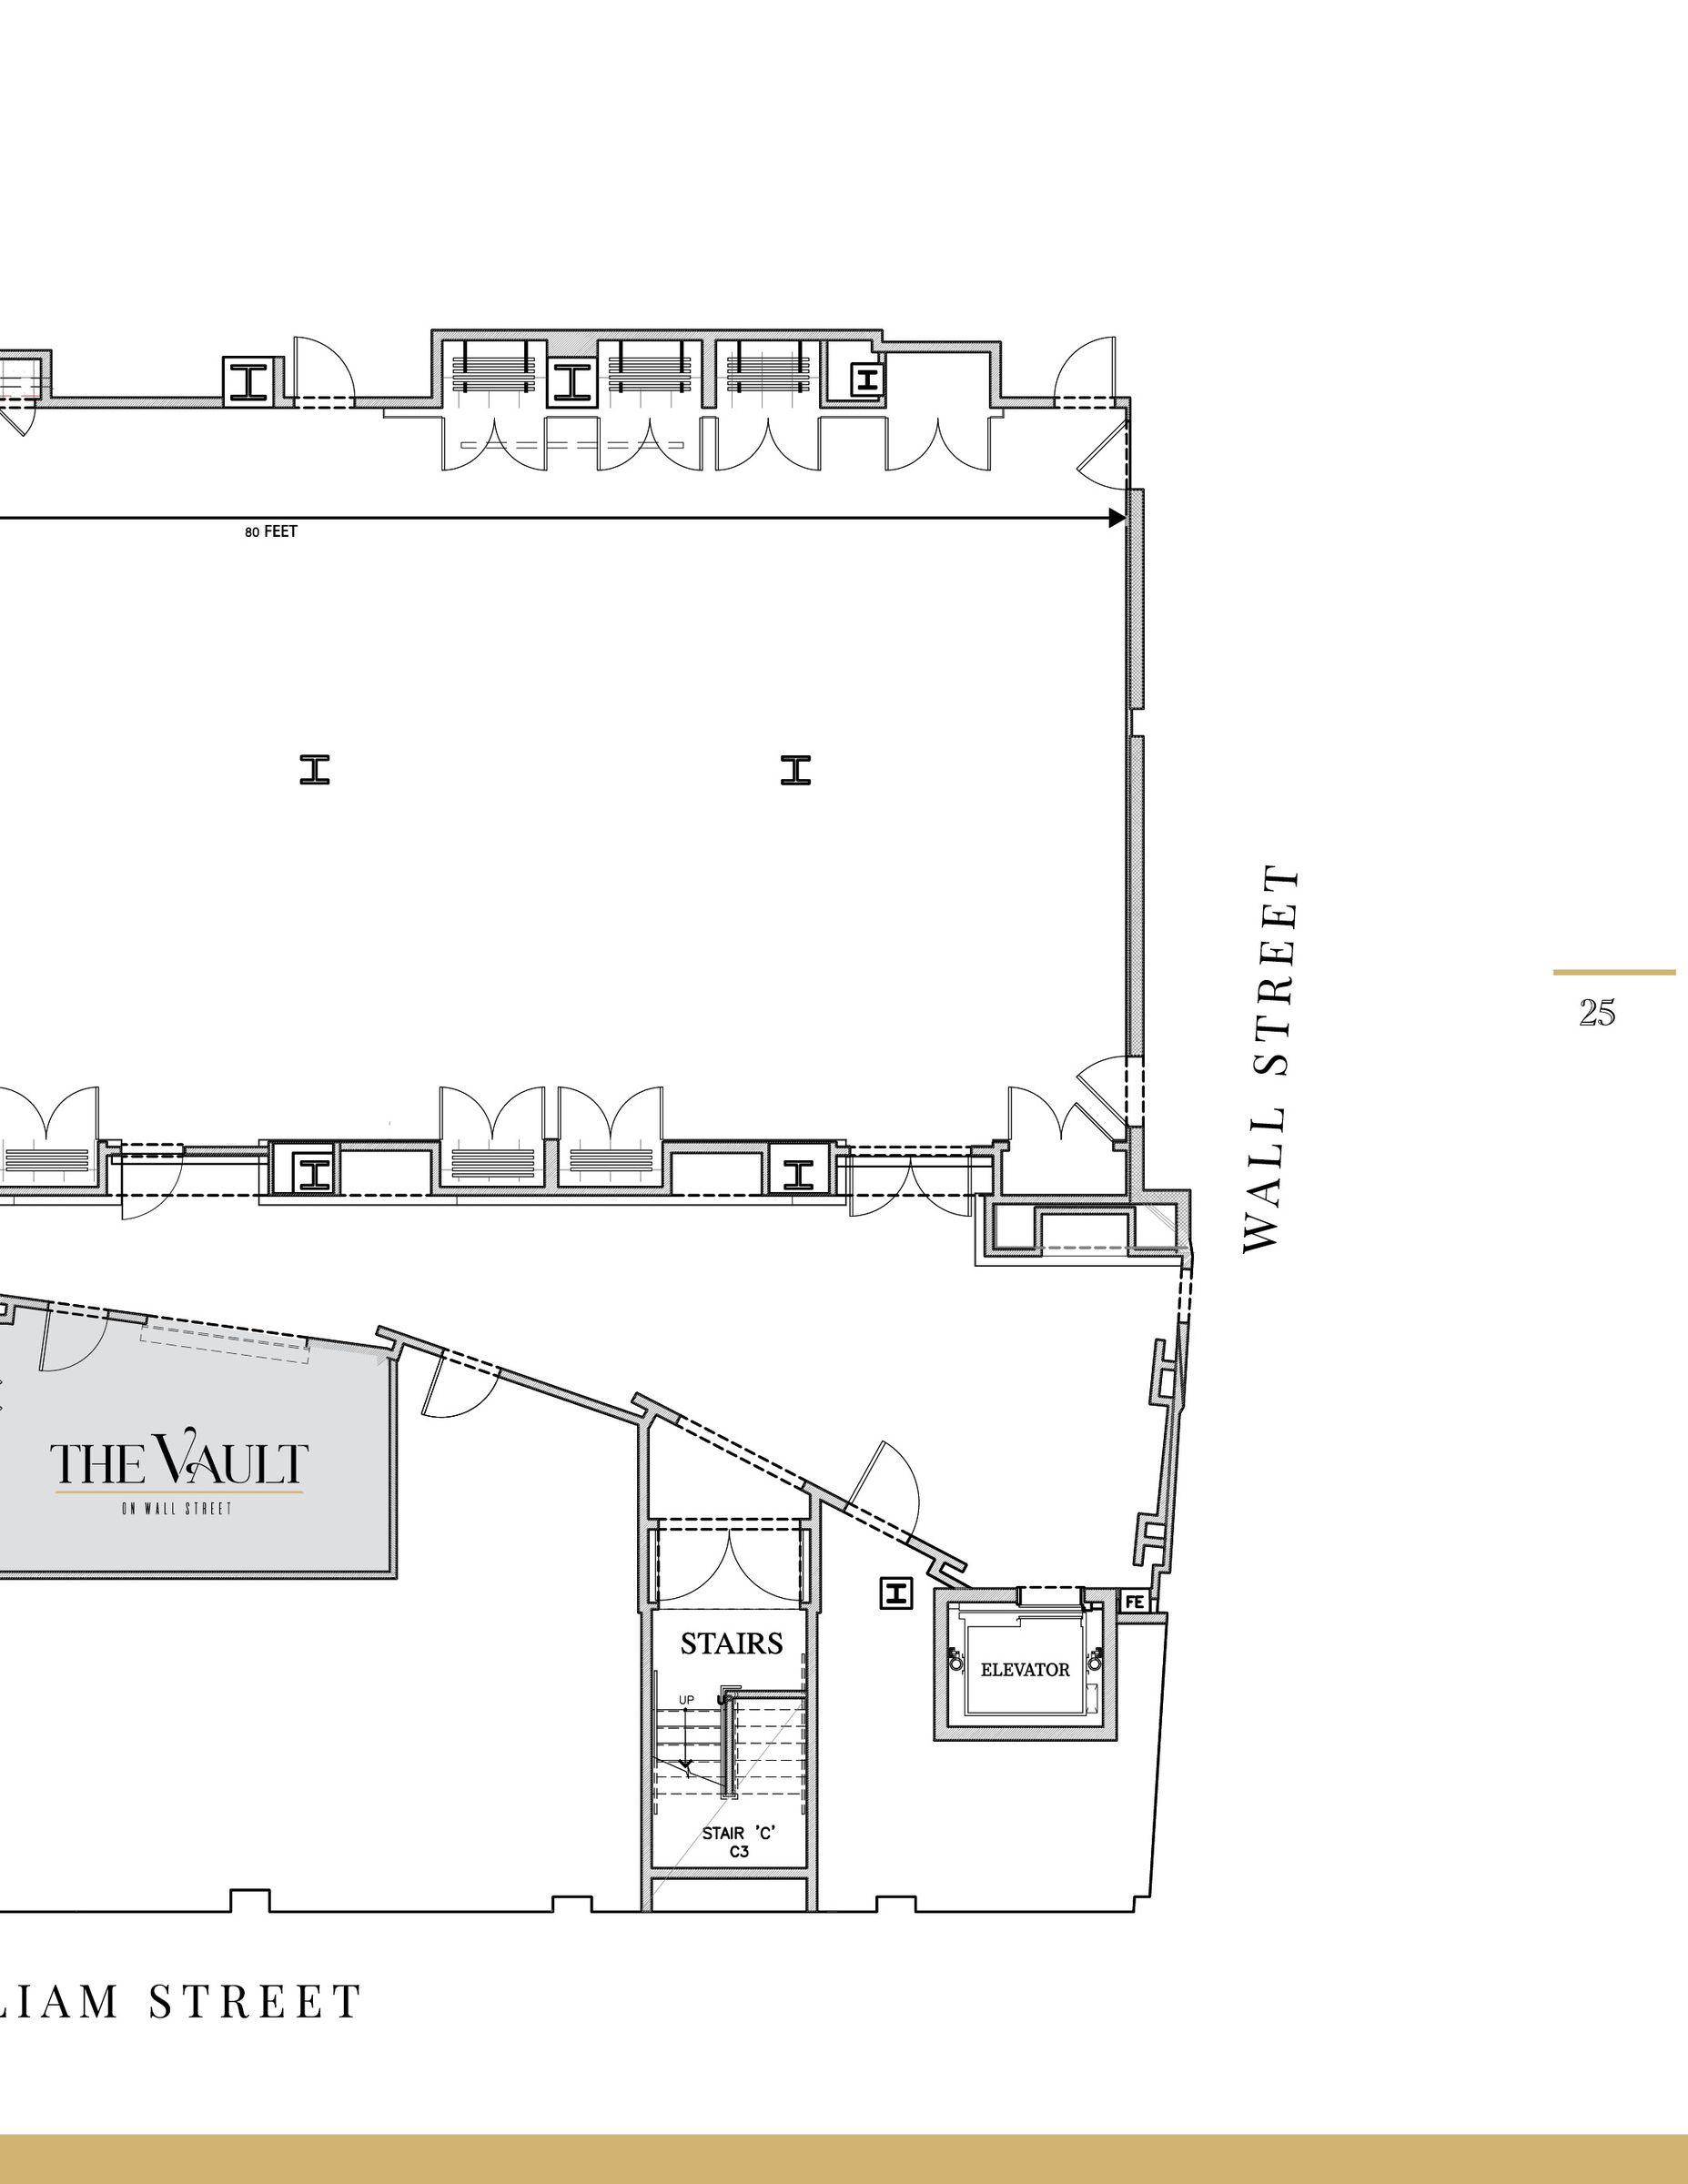 80 FEET
WALL STREET
25
THE VAULT
ON WALL STREET
FE
STAIRS
ELEVATOR
UP
STAIR 'C'
C3
LIAM STREET